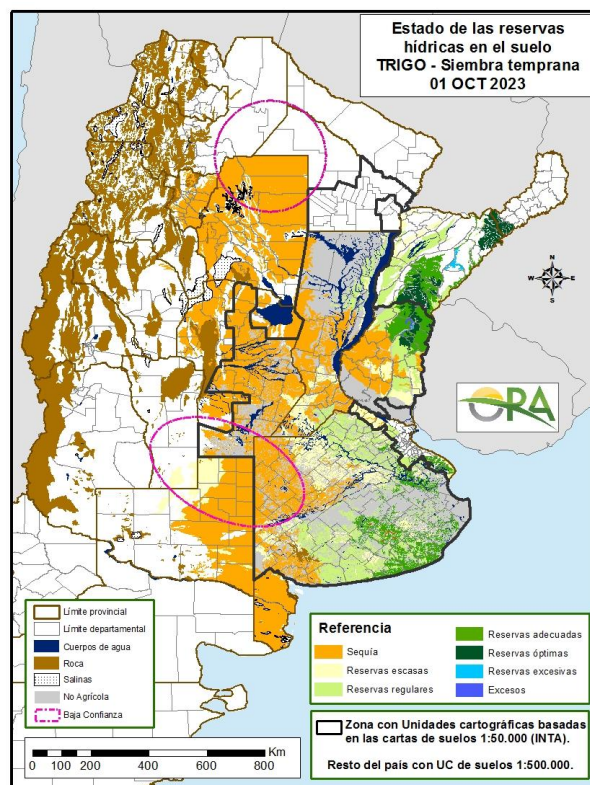 Estado de las reservas
hídricas en el suelo
TRIGO - Siembra temprana
01 OCT 2023
N
W
E
S
ORA
Límite provincial
Límite departamental
Cuerpos de agua
Roca
Salinas
No Agrícola
Baja Confianza
Referencia
Sequía
Reservas escasas
Reservas regulares
Reservas adecuadas
Reservas óptimas
Reservas excesivas
Excesos
Zona con Unidades cartográficas basadas
en las cartas de suelos 1:50.000 (INTA).
Resto del país con UC de suelos 1:500.000.
Km
0 100 200 400 600 800